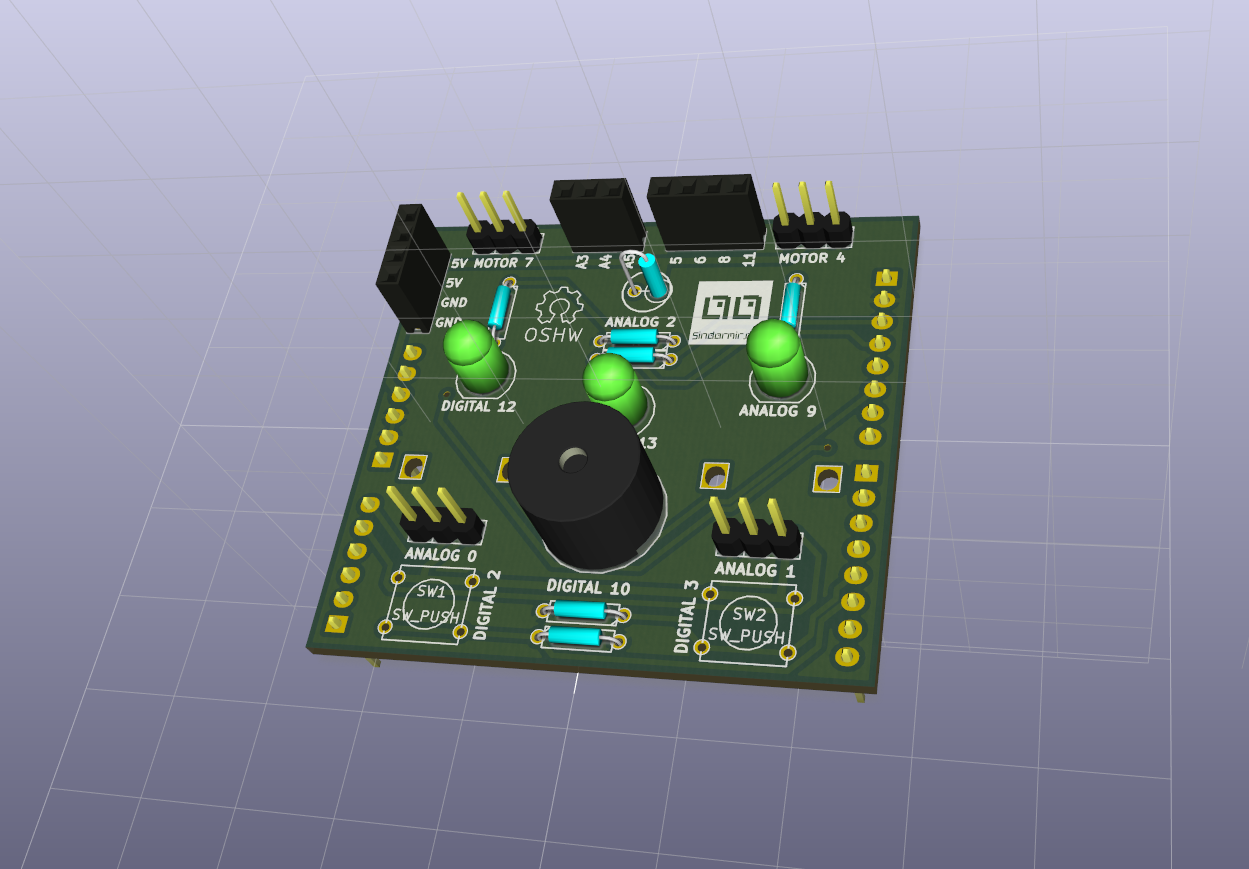 5V
MOTOR 7
A3
A4
A5
5
6
8
11
MOTOR 4
5V
GND
GND
OSHW
ANALOG 2
DIGITAL 12
ANALOG 9
13
ANALOG 0
ANALOG 1
DIGITAL 10
SW1
SW_PUSH
DIGITAL 2
DIGITAL 3
SW2
SW_PUSH